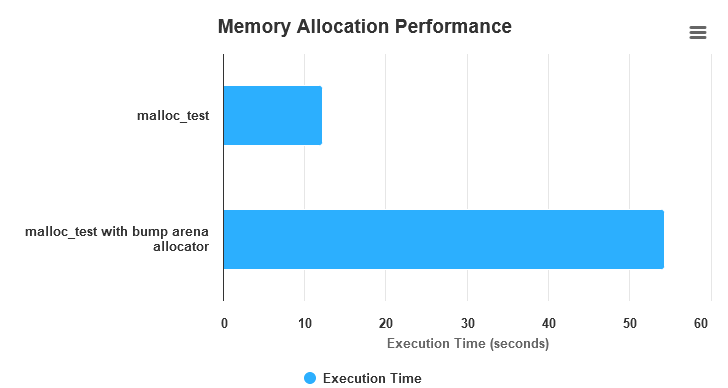 Memory Allocation Performance
malloc_test
malloc_test with bump arena
allocator
0 10 20 30 40 50 60
Execution Time (seconds)
Execution Time